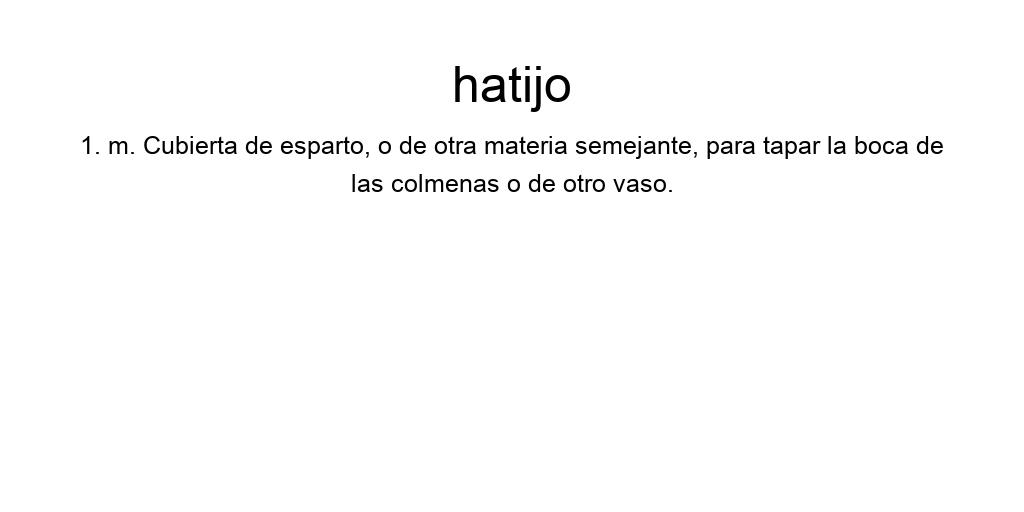 hatijo
1. m. Cubierta de esparto, o de otra materia semejante, para tapar la boca de
las colmenas o de otro vaso.